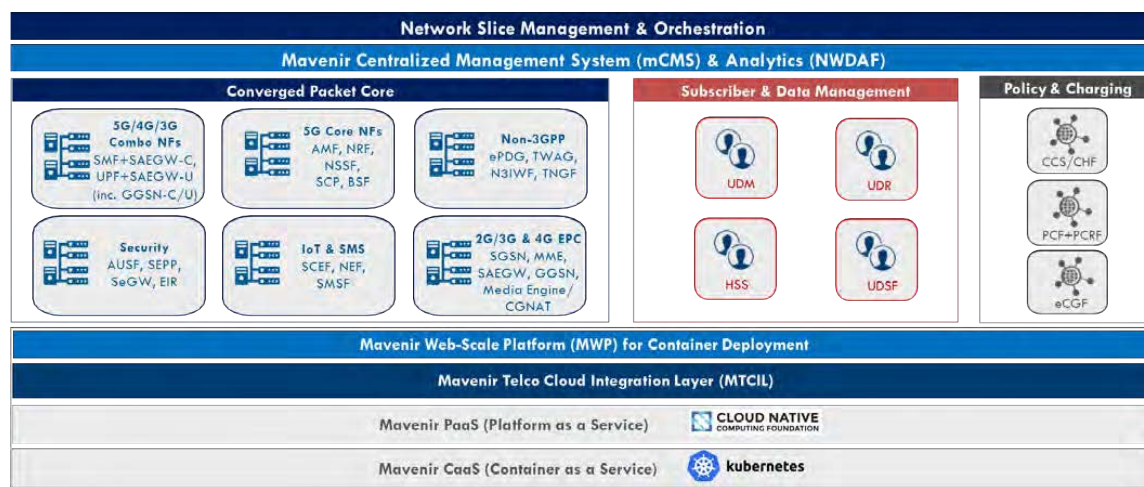 Network Slice Management & Orchestration
Mavenir Centralized Management System (mCMS) & Analytics (NWDAF)
Converged Packet Core
5G/4G/3G
Combo NFs
SMF+SAEGW-C,
UPF+SAEGW-U
(inc. GGSN-C/U)
5G Core NFs
AMF, NRF,
NSSF,
SCP, BSF
Non-3GPP
ePDG, TWAG,
N3IWF, TNGF
Security
AUSF, SEPP,
SeGW, EIR
IoT & SMS
SCEF, NEF,
SMSF
2G/3G & 4G EPC
SGSN, MME,
SAEGW, GGSN,
Media Engine/
CGNAT
Subscriber & Data Management
UDM
UDR
HSS
UDSF
Policy & Charging
CCS/CHF
PCF+PCRF
eCGF
Mavenir Web-Scale Platform (MWP) for Container Deployment
Mavenir Telco Cloud Integration Layer (MTCIL)
Mavenir PaaS (Platform as a Service)
CLOUD NATIVE
COMPUTING FOUNDATION
Mavenir CaaS (Container as a Service)
kubernetes